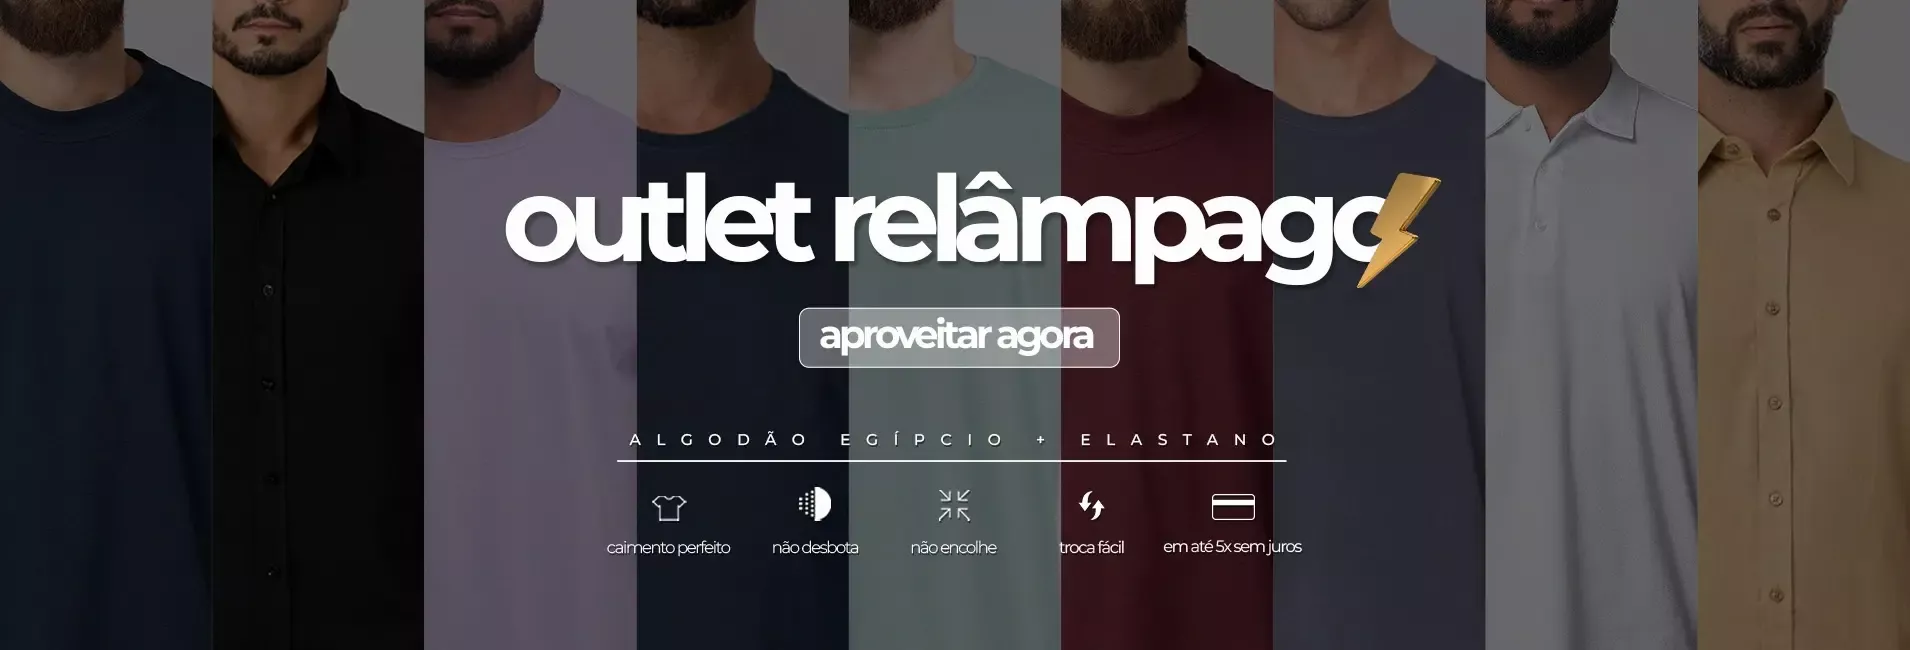 outlet relâmpago
aproveitar agora
ALGODÃO EGÍPCIO + ELASTANO
caimento perfeito
não desbota
não encolhe
troca fácil
em até 5x sem juros